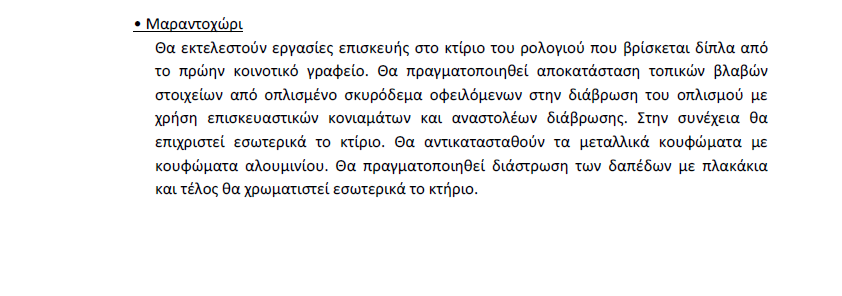 • Μαραντοχώρι
Θα εκτελεστούν εργασίες επισκευής στο κτίριο του ρολογιού που βρίσκεται δίπλα από
το πρώην κοινοτικό γραφείο. Θα πραγματοποιηθεί αποκατάσταση τοπικών βλαβών
στοιχείων από οπλισμένο σκυρόδεμα οφειλόμενων στην διάβρωση του οπλισμού με
χρήση επισκευαστικών κονιαμάτων και αναστολέων διάβρωσης. Στην συνέχεια θα
επιχριστεί εσωτερικά το κτίριο. Θα αντικατασταθούν τα μεταλλικά κουφώματα με
κουφώματα αλουμινίου. Θα πραγματοποιηθεί διάστρωση των δαπέδων με πλακάκια
και τέλος θα χρωματιστεί εσωτερικά το κτήριο.